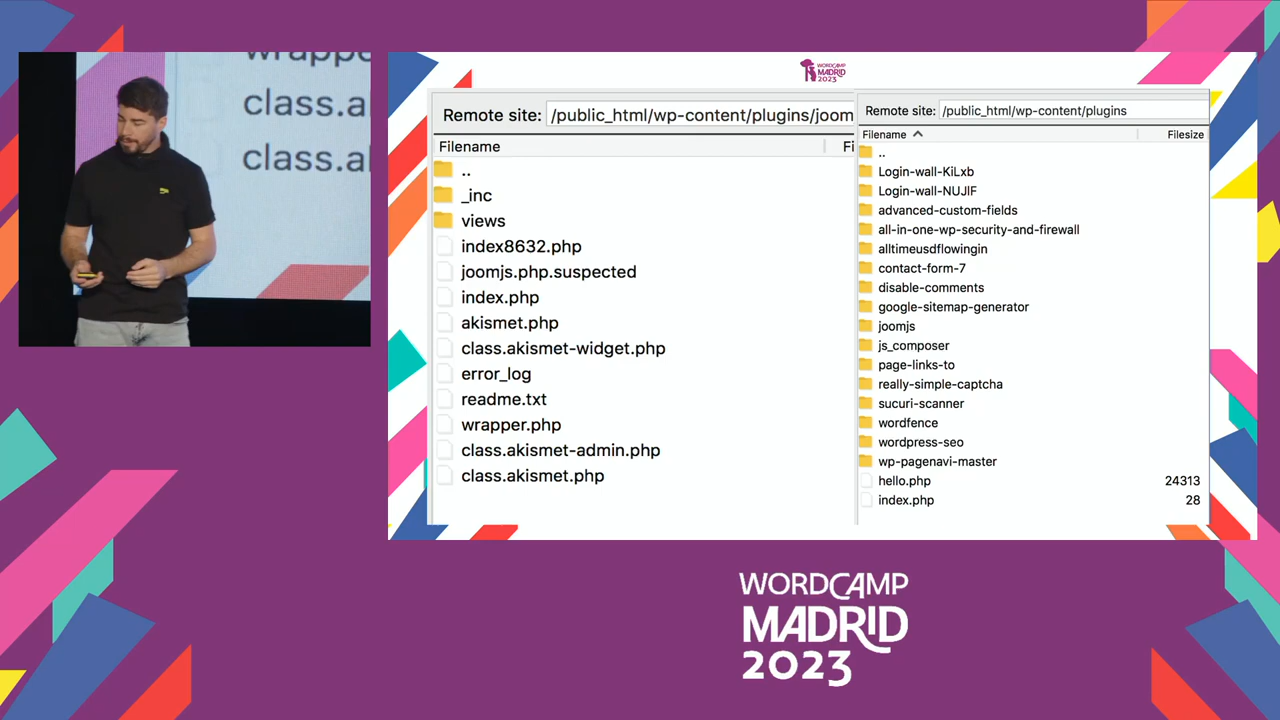 wrappe
class.a
class.al
WORDCAMP
MADRID
2023
Remote site: /public_html/wp-content/plugins/joom
Filename Fi
..
_inc
views
index8632.php
joomjs.php.suspected
index.php
akismet.php
class.akismet-widget.php
error_log
readme.txt
wrapper.php
class.akismet-admin.php
class.akismet.php
Remote site: /public_html/wp-content/plugins
Filename Filesize
..
Login-wall-KiLxb
Login-wall-NUJIF
advanced-custom-fields
all-in-one-wp-security-and-firewall
alltimeusdflowingin
contact-form-7
disable-comments
google-sitemap-generator
joomjs
js_composer
page-links-to
really-simple-captcha
sucuri-scanner
wordfence
wordpress-seo
wp-pagenavi-master
hello.php 24313
index.php 28
WORDCAMP
MADRID
2023